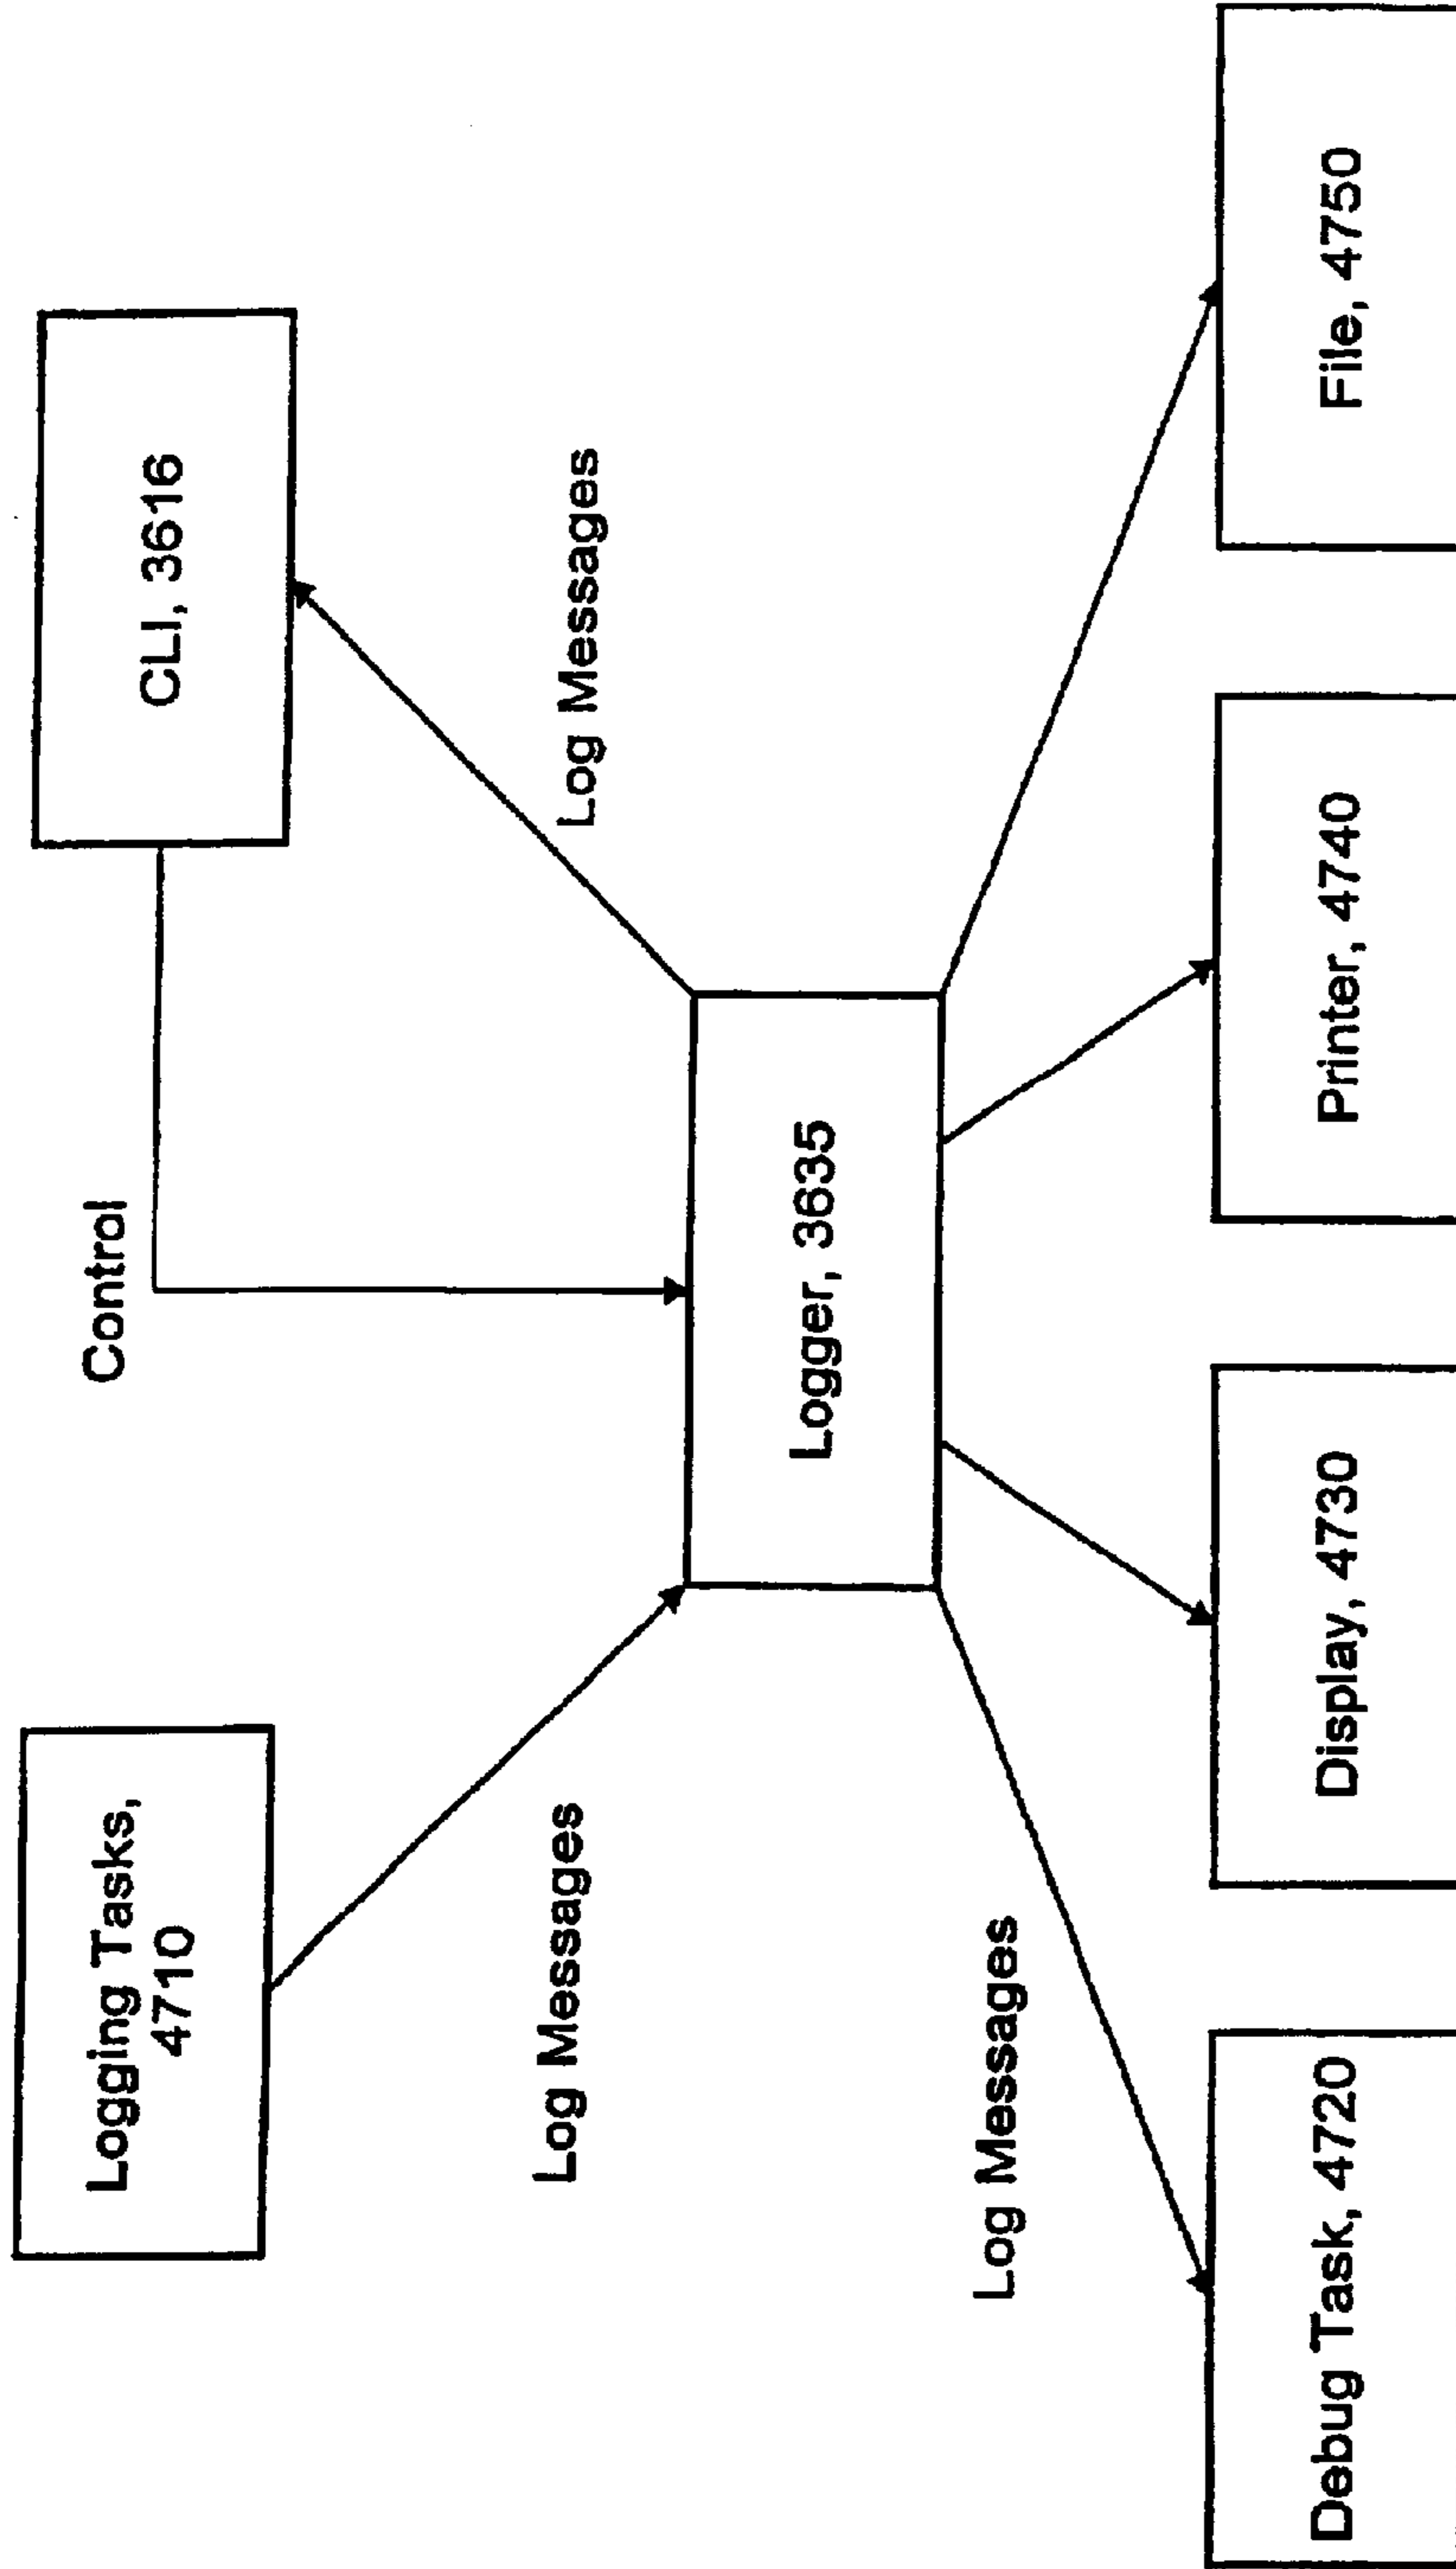 Logging Tasks,
4710
Control
CLI, 3616
Log Messages
Log Messages
Logger, 3635
Log Messages
Debug Task, 4720
Display, 4730
Printer, 4740
File, 4750